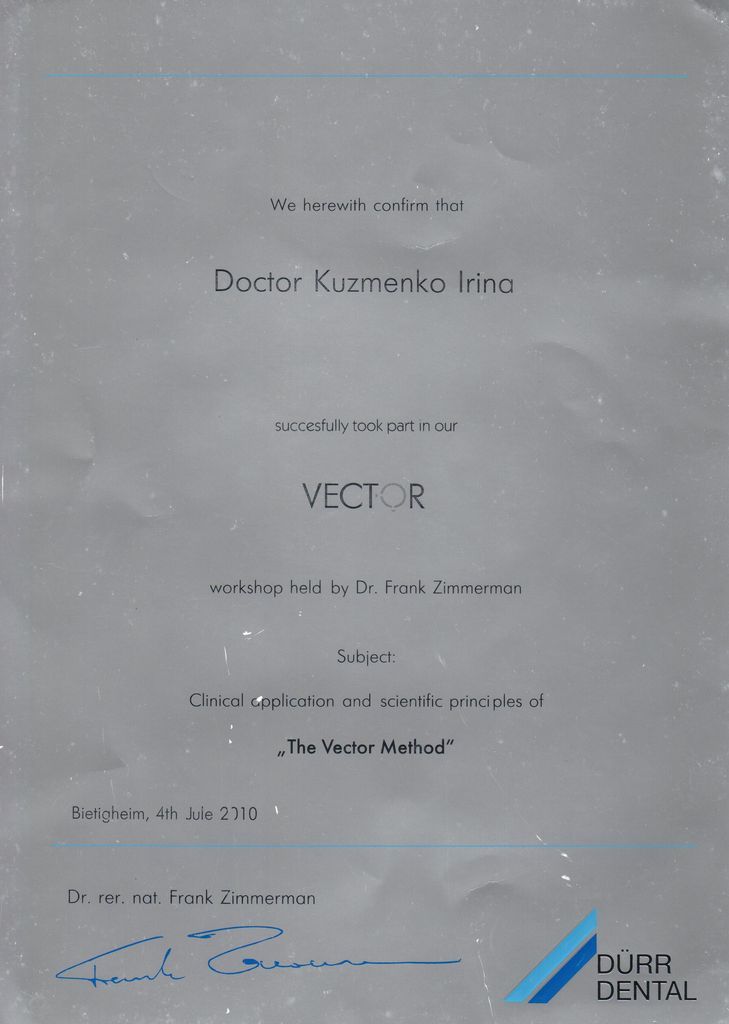 We herewith confirm that
Doctor Kuzmenko Irina
succesfully took part in our
VECTOR
workshop held by Dr. Frank Zimmerman
Subject:
Clinical application and scientific principles of
„The Vector Method“
Bietigheim, 4th Jule 2010
Dr. rer. nat. Frank Zimmerman
DÜRR
DENTAL